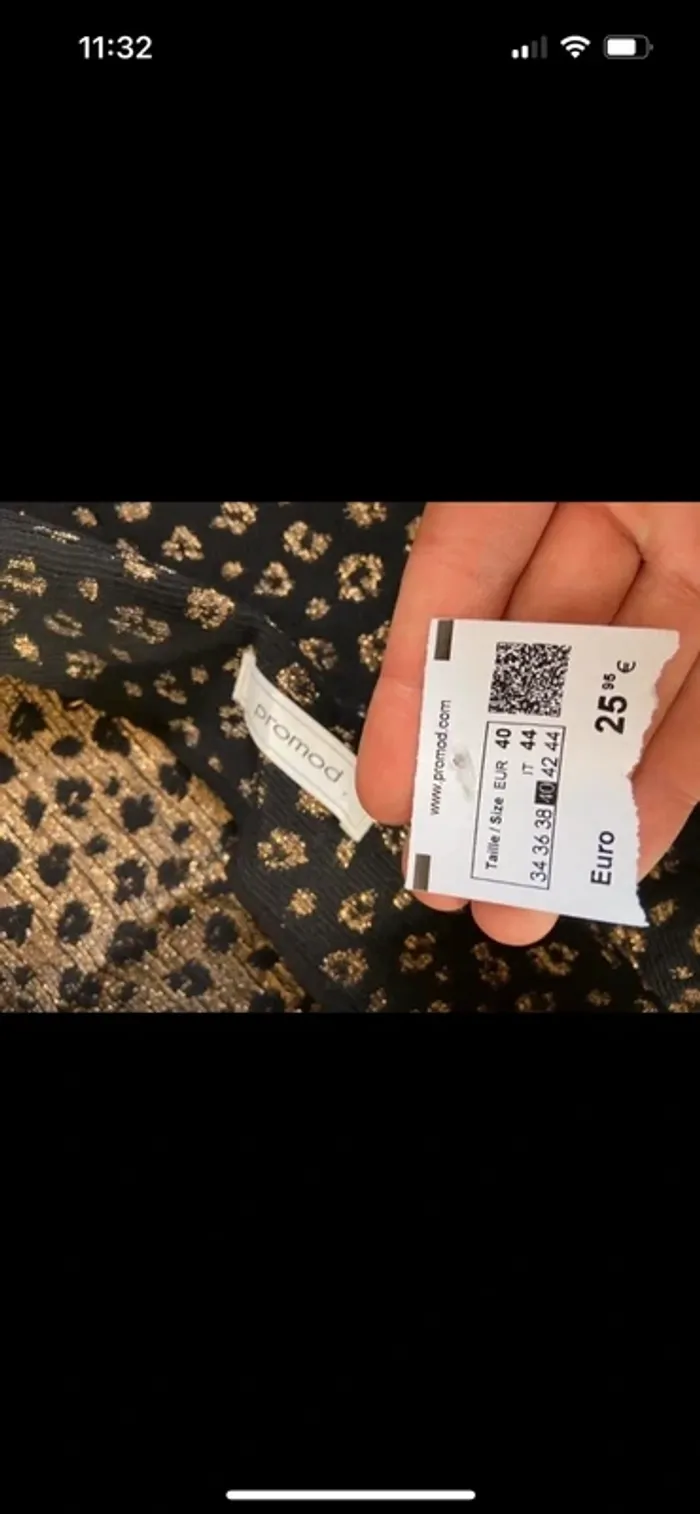 11:32
promod
www.promod.com
Taille / Size EUR 40
IT 44
34 36 38 40 42 44
Euro 25,95 €